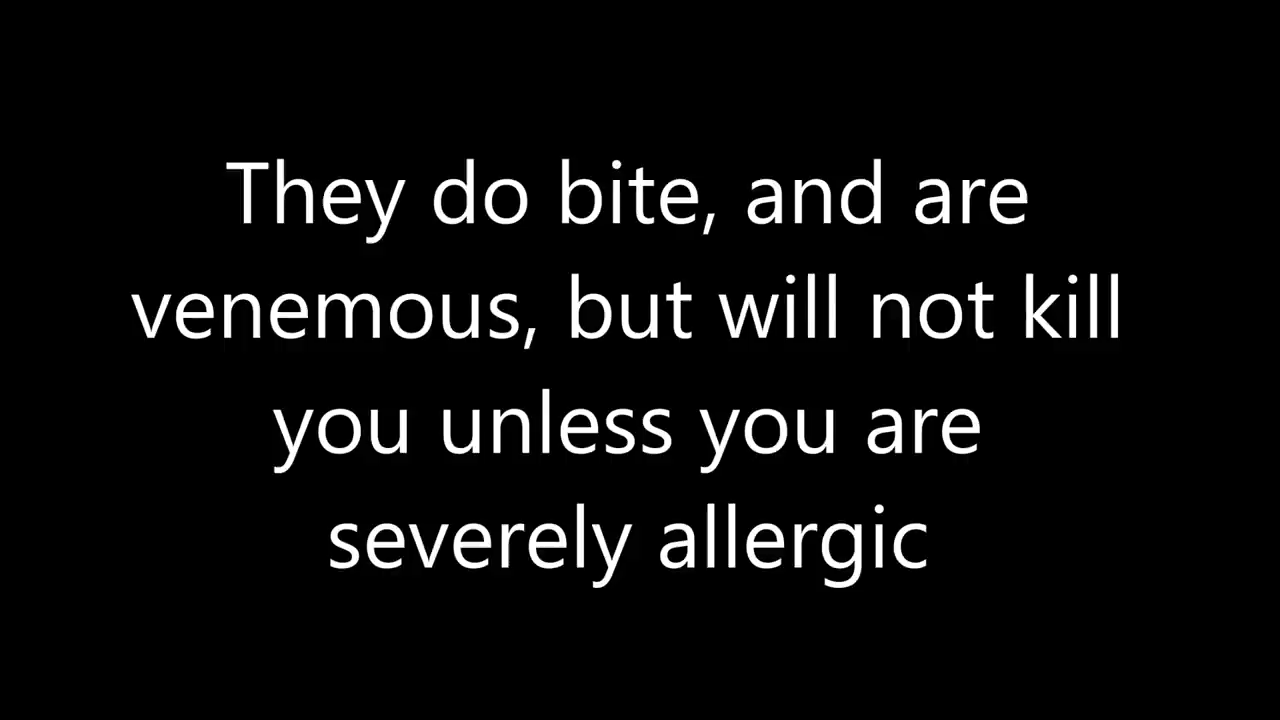 They do bite, and are
venemous, but will not kill
you unless you are
severely allergic